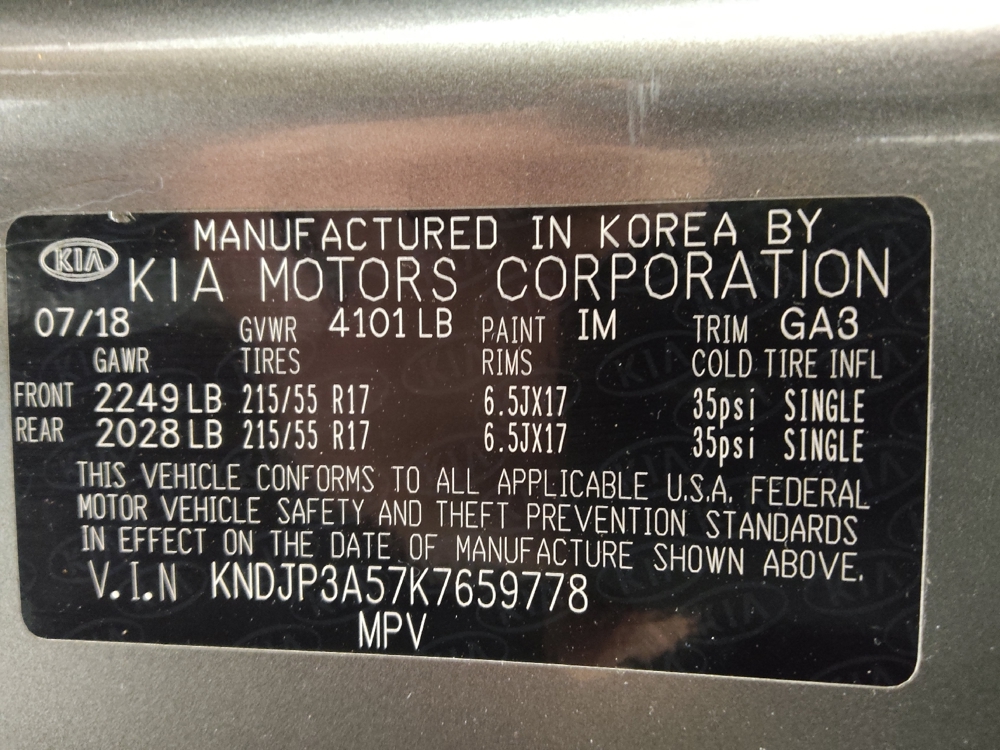 MANUFACTURED IN KOREA BY
KIA KIA MOTORS CORPORATION
07/18 GVWR 4101 LB PAINT IM TRIM GA3
GAWR TIRES RIMS COLD TIRE INFL
FRONT 2249 LB 215/55 R17 6.5JX17 35psi SINGLE
REAR 2028 LB 215/55 R17 6.5JX17 35psi SINGLE
THIS VEHICLE CONFORMS TO ALL APPLICABLE U.S.A. FEDERAL
MOTOR VEHICLE SAFETY AND THEFT PREVENTION STANDARDS
IN EFFECT ON THE DATE OF MANUFACTURE SHOWN ABOVE.
V.I.N KNDJP3A57K7659778
MPV